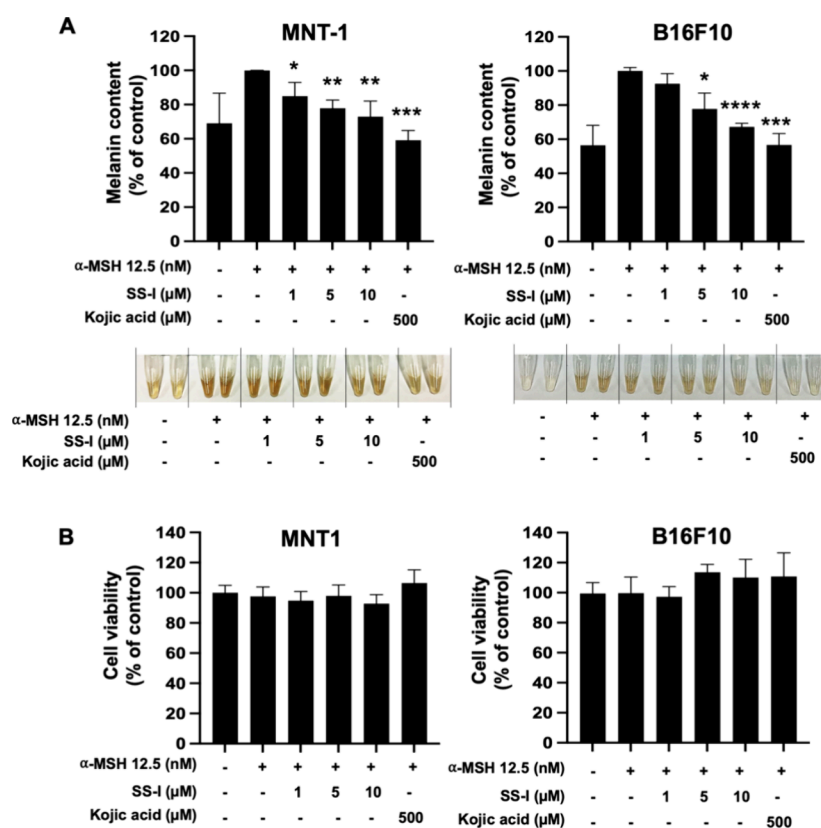 A
MNT-1
Melanin content
(% of control)
120
100
80
60
40
20
0
* ** ** ***
α-MSH 12.5 (nM) - + + + + +
SS-I (μM) - - 1 5 10 -
Kojic acid (μM) - - - - - 500
B16F10
Melanin content
(% of control)
120
100
80
60
40
20
0
* **** ***
α-MSH 12.5 (nM) - + + + + +
SS-I (μM) - - 1 5 10 -
Kojic acid (μM) - - - - - 500
α-MSH 12.5 (nM) - + + + + +
SS-I (μM) - - 1 5 10 -
Kojic acid (μM) - - - - - 500
- + + + + +
- - 1 5 10 -
- - - - - 500
B
MNT1
Cell viability
(% of control)
140
120
100
80
60
40
20
0
α-MSH 12.5 (nM) - + + + + +
SS-I (μM) - - 1 5 10 -
Kojic acid (μM) - - - - - 500
B16F10
Cell viability
(% of control)
140
120
100
80
60
40
20
0
α-MSH 12.5 (nM) - + + + + +
SS-I (μM) - - 1 5 10 -
Kojic acid (μM) - - - - - 500